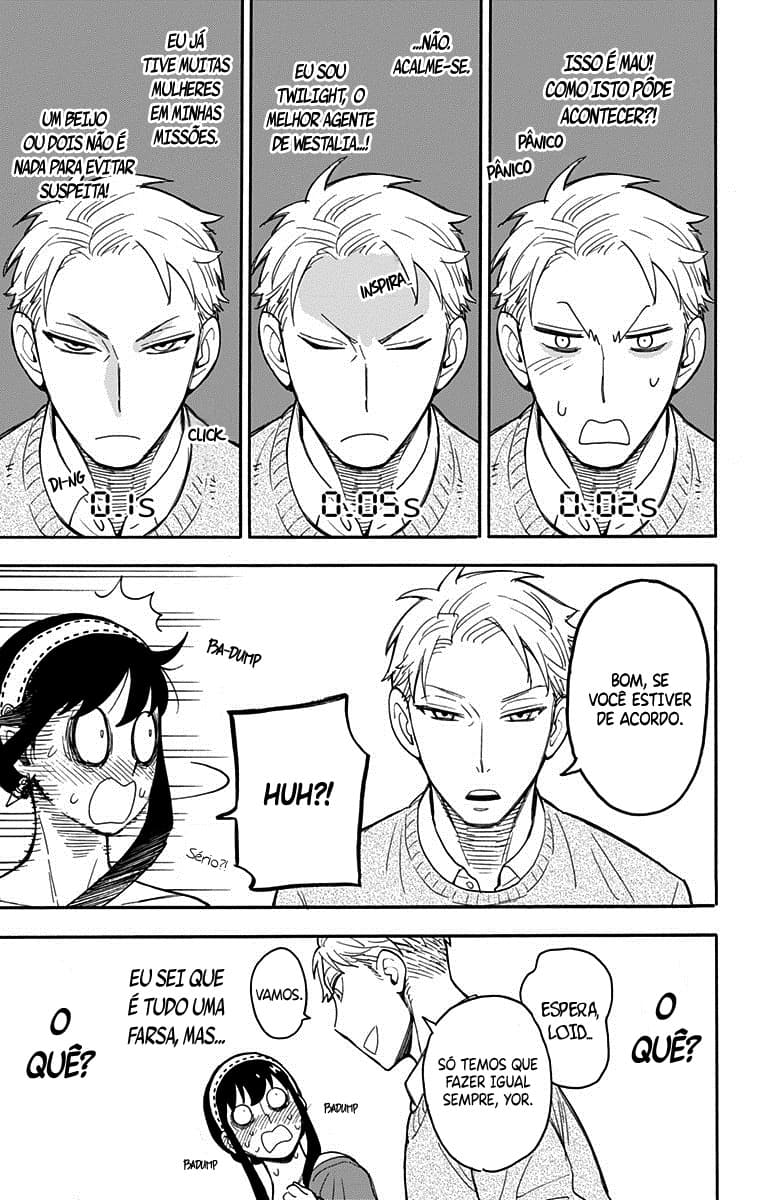 ISSO É MAU!
COMO ISTO PÔDE
ACONTECER?!
PÂNICO
PÂNICO
0.02s
...NÃO.
ACALME-SE.
EU SOU
TWILIGHT, O
MELHOR AGENTE
DE WESTALIA...!
INSPIRA...
0.05s
EU JÁ
TIVE MUITAS
MULHERES
EM MINHAS
MISSÕES.
UM BEIJO
OU DOIS NÃO É
NADA PARA EVITAR
SUSPEITA!
CLICK
DI-NG
0.1s
BOM, SE
VOCÊ ESTIVER
DE ACORDO.
HUH?!
BA-DUMP
Sério?!
O
QUÊ?
ESPERA,
LOID...
SÓ TEMOS QUE
FAZER IGUAL
SEMPRE, YOR.
VAMOS.
EU SEI QUE
É TUDO UMA
FARSA, MAS...
BADUMP
BADUMP
O
QUÊ?